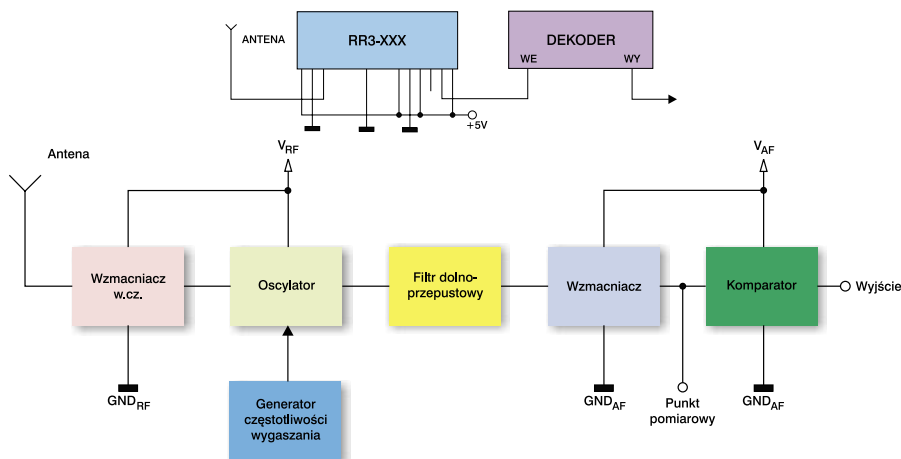 ANTENA
RR3-XXX
DEKODER
WE
WY
+5V
Antena
VRF
VAF
Wzmacniacz
w.cz.
Oscylator
Filtr dolno-
przepustowy
Wzmacniacz
Komparator
Wyjście
GNDRF
Generator
częstotliwości
wygaszania
GNDAF
Punkt
pomiarowy
GNDAF